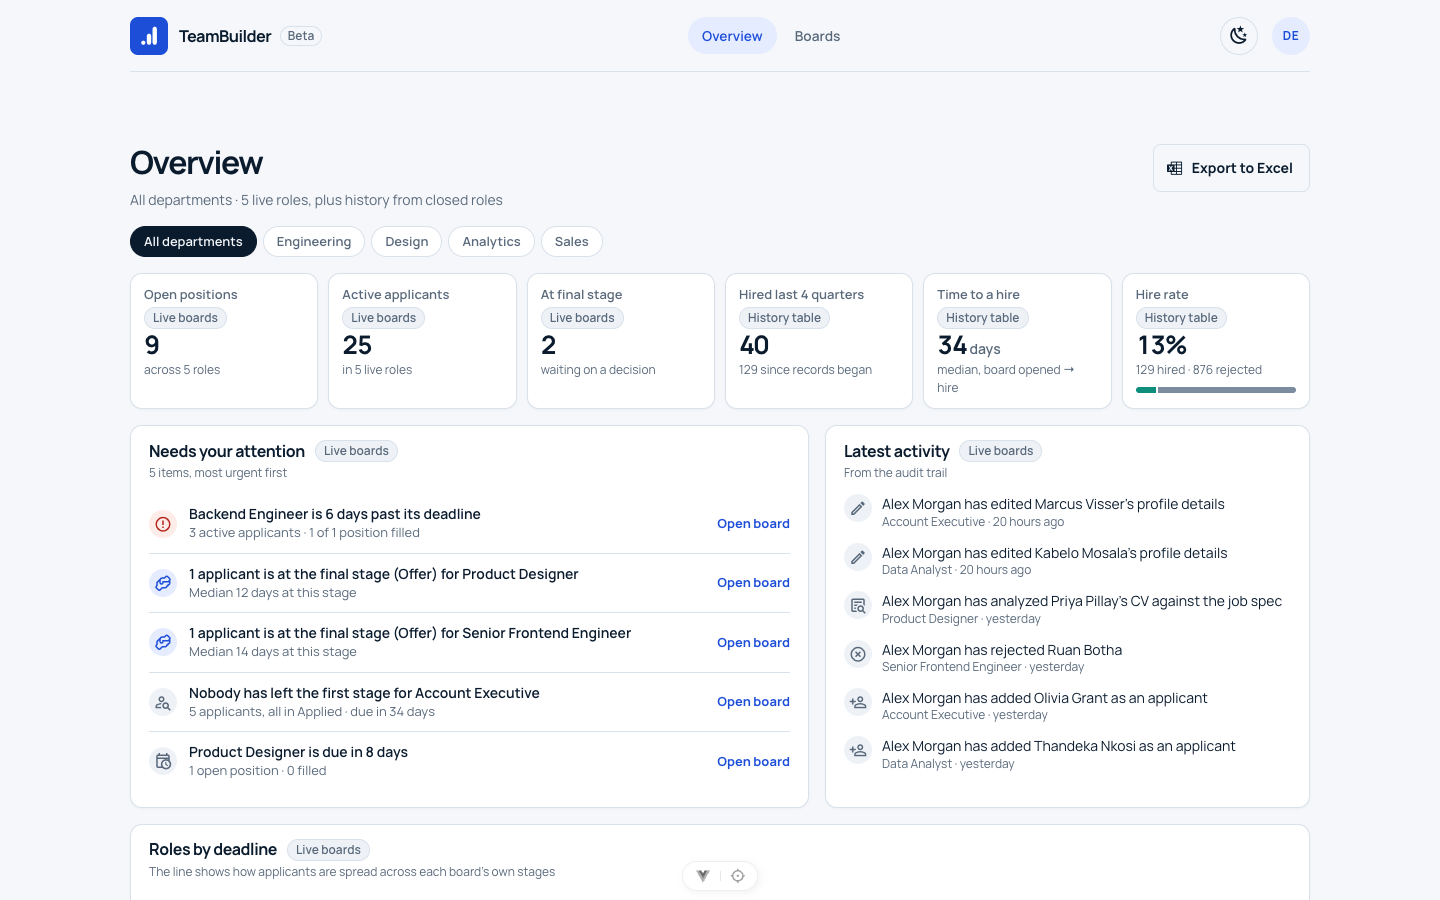 TeamBuilder Beta
Overview Boards
DE
Overview
Export to Excel
All departments · 5 live roles, plus history from closed roles
All departments Engineering Design Analytics Sales
Open positions
Live boards
9
across 5 roles
Active applicants
Live boards
25
in 5 live roles
At final stage
Live boards
2
waiting on a decision
Hired last 4 quarters
History table
40
129 since records began
Time to a hire
History table
34 days
median, board opened →
hire
Hire rate
History table
13%
129 hired · 876 rejected
Needs your attention Live boards
5 items, most urgent first
Backend Engineer is 6 days past its deadline
3 active applicants · 1 of 1 position filled
Open board
1 applicant is at the final stage (Offer) for Product Designer
Median 12 days at this stage
Open board
1 applicant is at the final stage (Offer) for Senior Frontend Engineer
Median 14 days at this stage
Open board
Nobody has left the first stage for Account Executive
5 applicants, all in Applied · due in 34 days
Open board
Product Designer is due in 8 days
1 open position · 0 filled
Open board
Latest activity Live boards
From the audit trail
Alex Morgan has edited Marcus Visser's profile details
Account Executive · 20 hours ago
Alex Morgan has edited Kabelo Mosala's profile details
Data Analyst · 20 hours ago
Alex Morgan has analyzed Priya Pillay's CV against the job spec
Product Designer · yesterday
Alex Morgan has rejected Ruan Botha
Senior Frontend Engineer · yesterday
Alex Morgan has added Olivia Grant as an applicant
Account Executive · yesterday
Alex Morgan has added Thandeka Nkosi as an applicant
Data Analyst · yesterday
Roles by deadline Live boards
The line shows how applicants are spread across each board's own stages